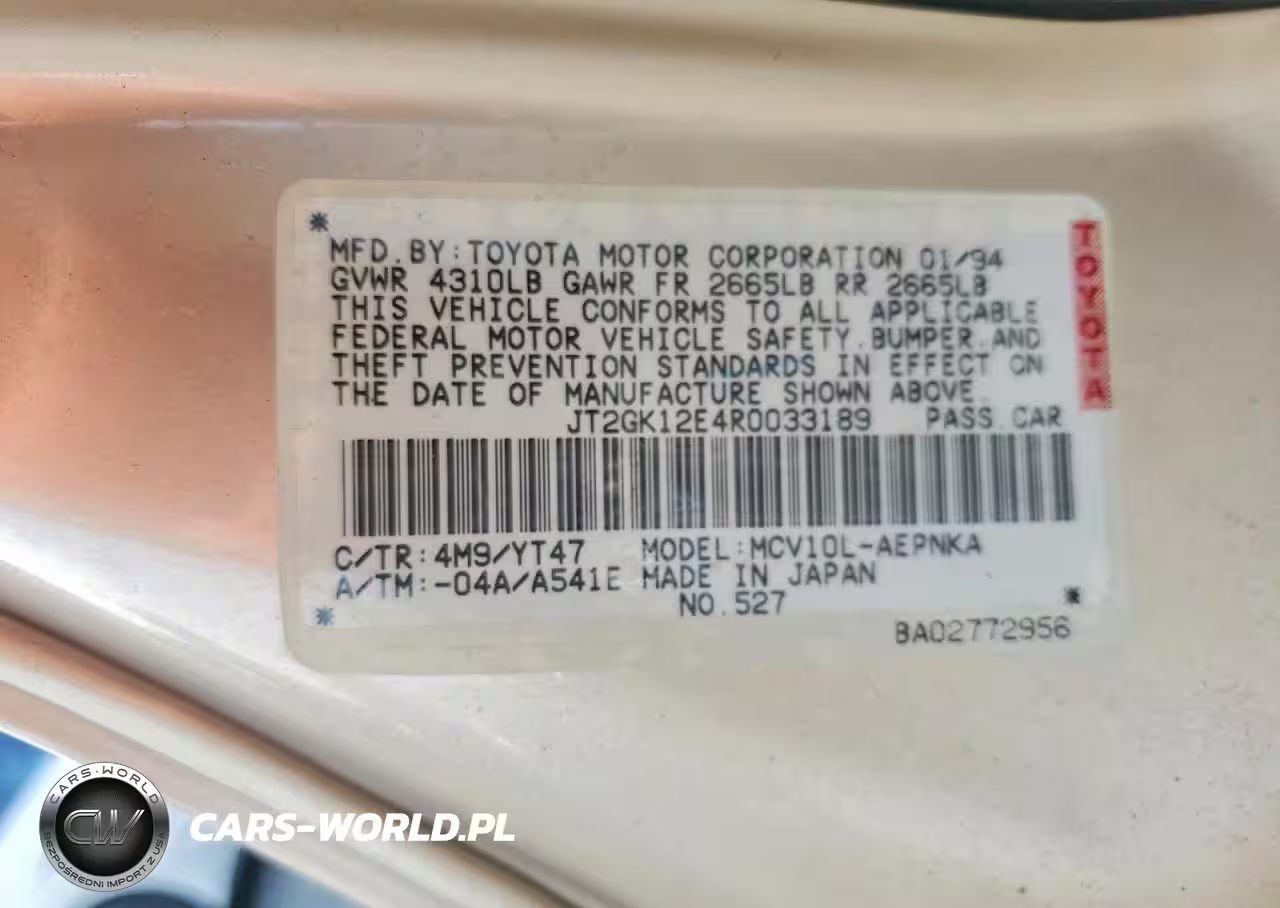 MFD.BY:TOYOTA MOTOR CORPORATION 01/94
GVWR 4310LB GAWR FR 2665LB RR 2665LB
THIS VEHICLE CONFORMS TO ALL APPLICABLE
FEDERAL MOTOR VEHICLE SAFETY.BUMPER.AND
THEFT PREVENTION STANDARDS IN EFFECT ON
THE DATE OF MANUFACTURE SHOWN ABOVE.
JT2GK12E4R0033189 PASS.CAR
C/TR:4M9/YT47 MODEL:MCV10L-AEPNKA
A/TM:-04A/A541E MADE IN JAPAN
NO.527
BA02772956
TOYOTA
CARS-WORLD
CW
BEZPOŚREDNI IMPORT Z USA
CARS-WORLD.PL